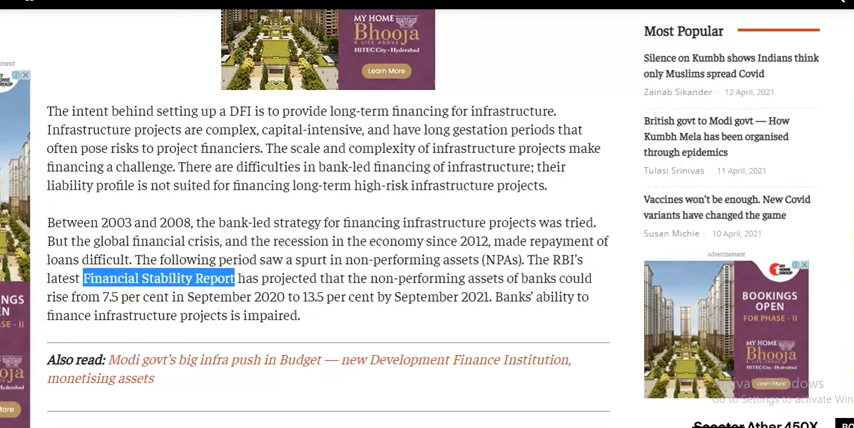 MY HOME
Bhooja
A LIFE ABOVE
HITEC City - Hyderabad
Learn More
The intent behind setting up a DFI is to provide long-term financing for infrastructure.
Infrastructure projects are complex, capital-intensive, and have long gestation periods that
often pose risks to project financiers. The scale and complexity of infrastructure projects make
financing a challenge. There are difficulties in bank-led financing of infrastructure; their
liability profile is not suited for financing long-term high-risk infrastructure projects.
Between 2003 and 2008, the bank-led strategy for financing infrastructure projects was tried.
But the global financial crisis, and the recession in the economy since 2012, made repayment of
loans difficult. The following period saw a spurt in non-performing assets (NPAs). The RBI's
latest Financial Stability Report has projected that the non-performing assets of banks could
rise from 7.5 per cent in September 2020 to 13.5 per cent by September 2021. Banks' ability to
finance infrastructure projects is impaired.
Also read: Modi govt's big infra push in Budget — new Development Finance Institution,
monetising assets
Most Popular
Silence on Kumbh shows Indians think
only Muslims spread Covid
Zainab Sikander - 12 April, 2021
British govt to Modi govt — How
Kumbh Mela has been organised
through epidemics
Tulasi Srinivas - 11 April, 2021
Vaccines won't be enough. New Covid
variants have changed the game
Susan Michie - 10 April, 2021
Advertisement
BOOKINGS
OPEN
FOR PHASE - II
MY HOME
Bhooja
Learn More
Activate Windows
Go to Settings to activate Win
Scooter Ather 450X
BO